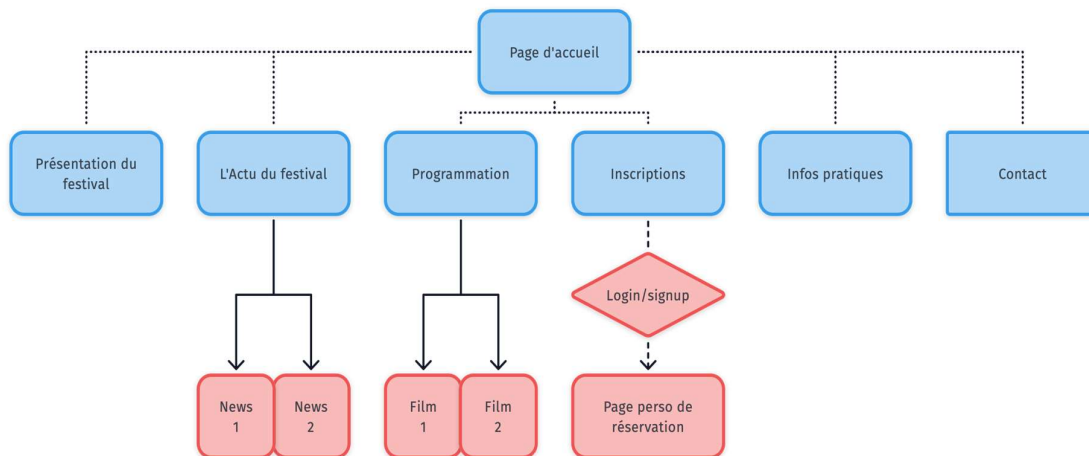 Page d'accueil
Présentation du
festival
L'Actu du festival
Programmation
Inscriptions
Infos pratiques
Contact
Login/signup
News
1
News
2
Film
1
Film
2
Page perso de
réservation